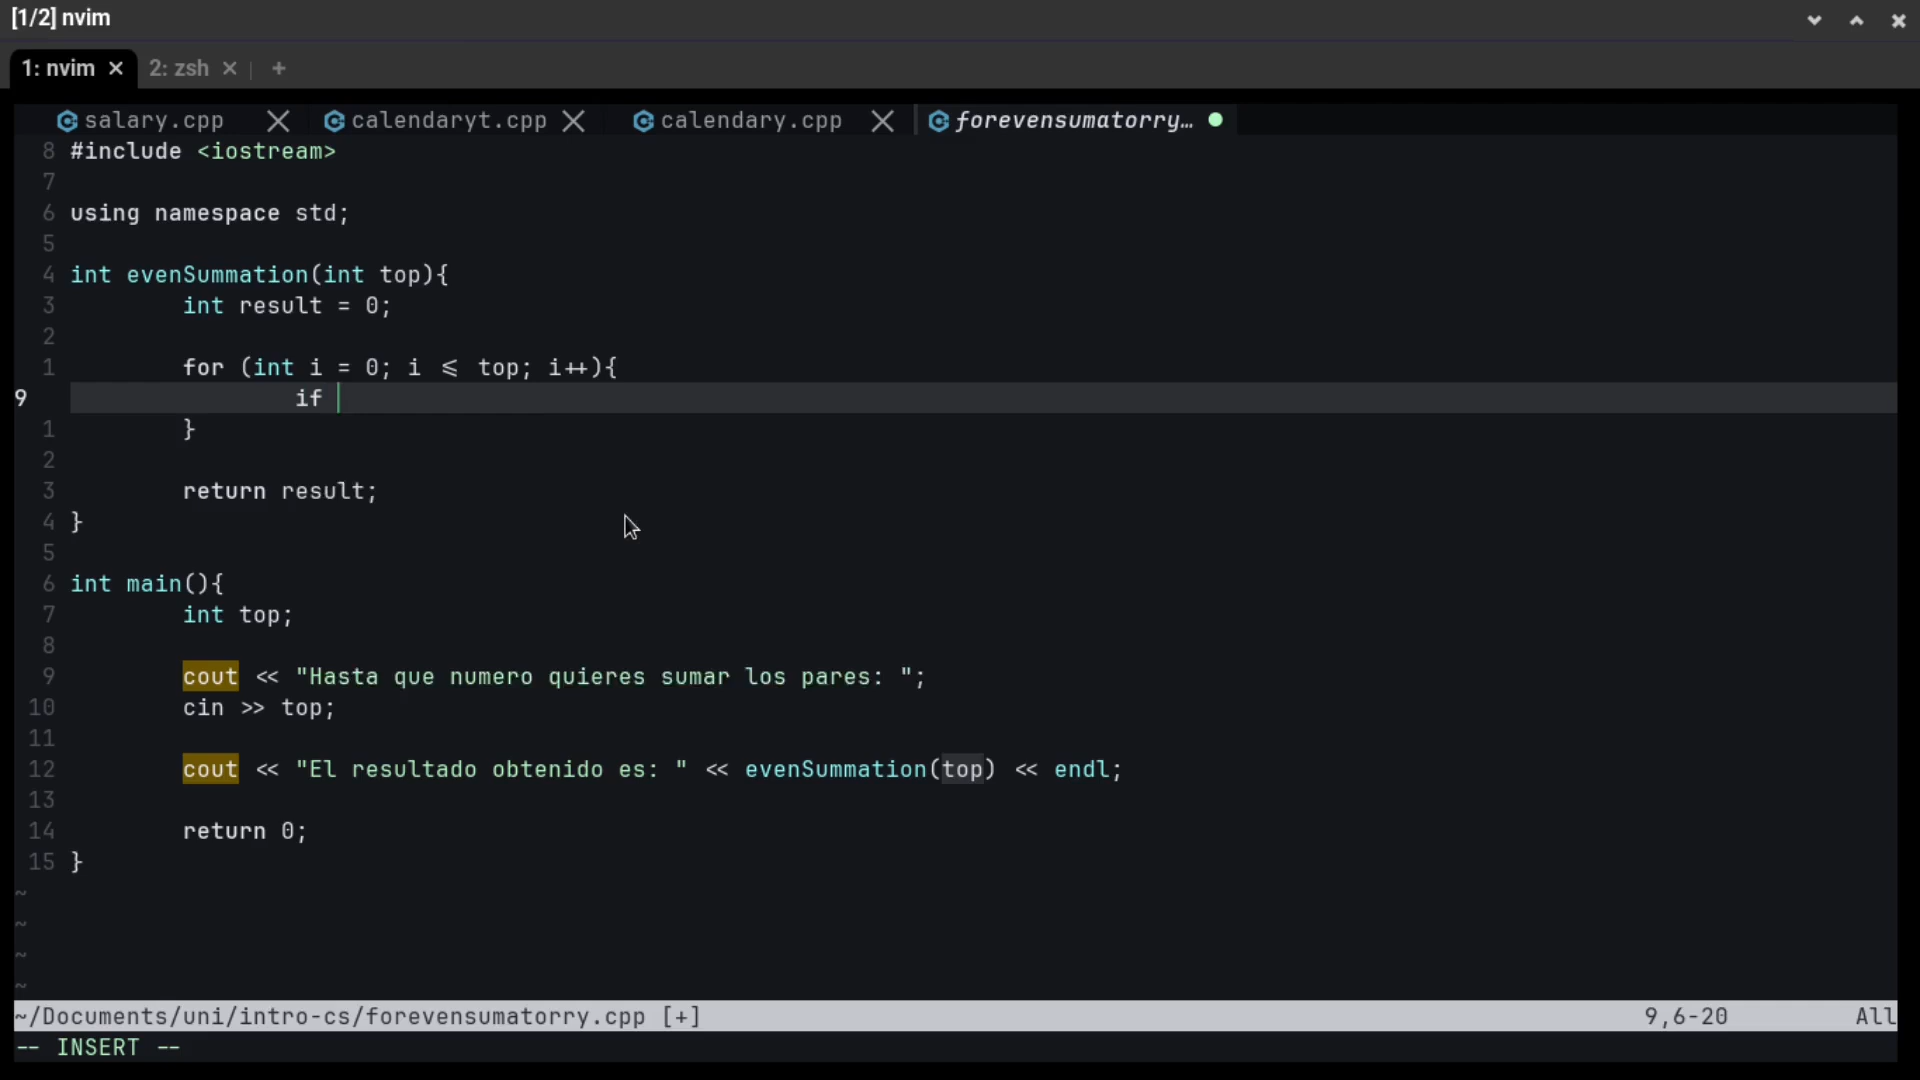 [1/2] nvim
1: nvim × 2: zsh × +
salary.cpp calendaryt.cpp calendary.cpp forevensumatorry…
8 #include <iostream>
7
6 using namespace std;
5
4 int evenSummation(int top){
3 int result = 0;
2
1 for (int i = 0; i <= top; i++){
9 if
1 }
2
3 return result;
4 }
5
6 int main(){
7 int top;
8
9 cout << "Hasta que numero quieres sumar los pares: ";
10 cin >> top;
11
12 cout << "El resultado obtenido es: " << evenSummation(top) << endl;
13
14 return 0;
15 }
~
~
~
~
~/Documents/uni/intro-cs/forevensumatorry.cpp [+] 9,6-20 All
-- INSERT --